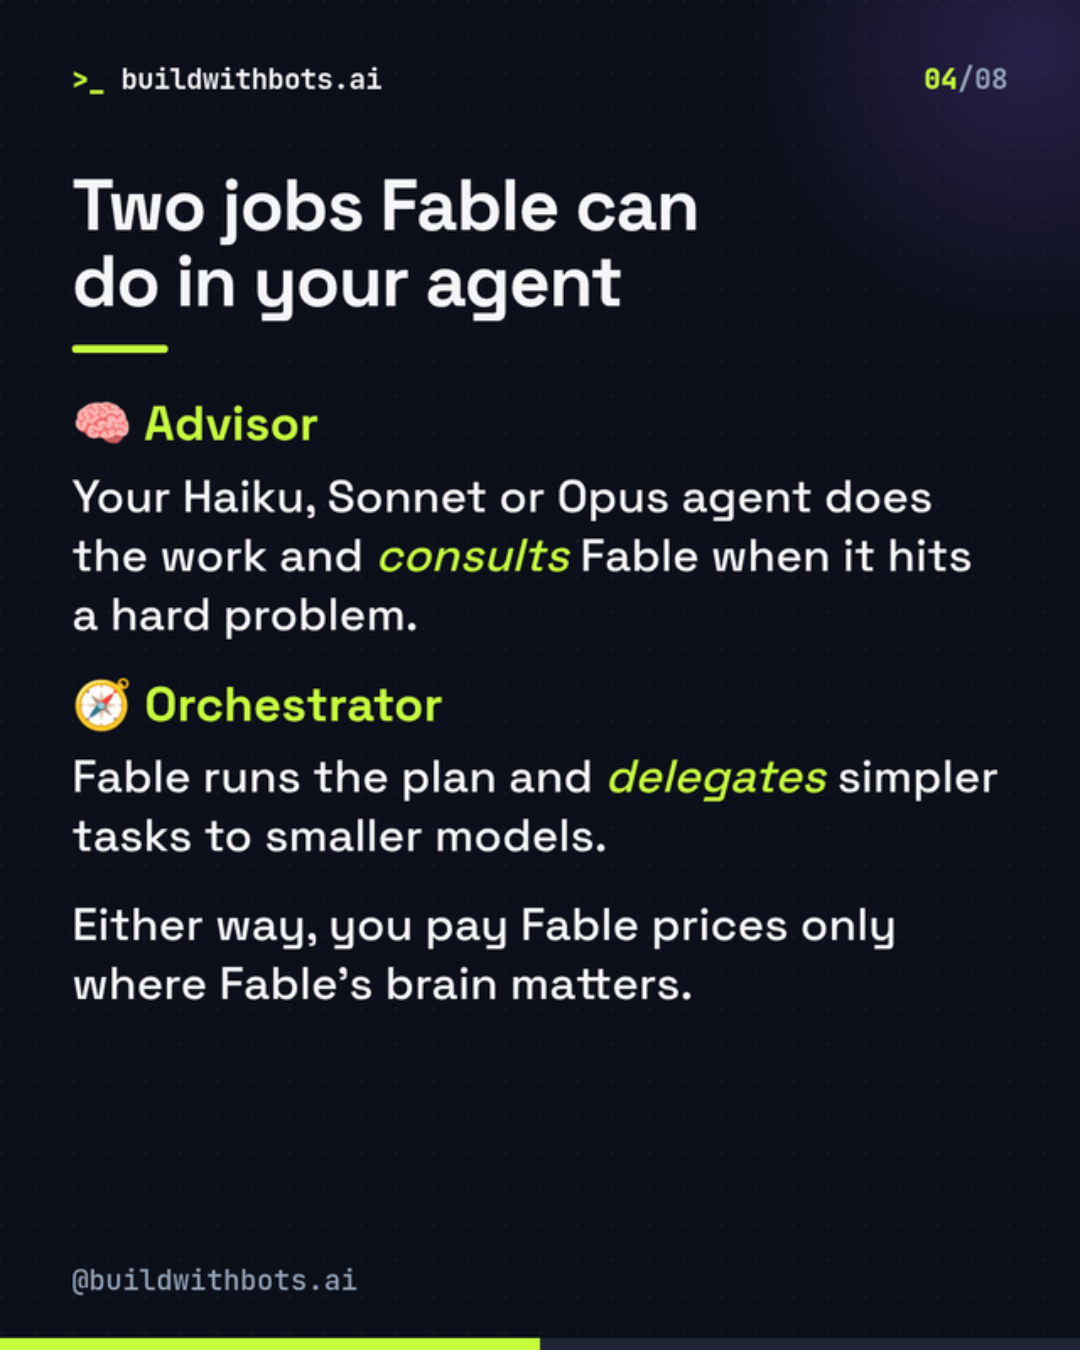 >_ buildwithbots.ai
04/08
Two jobs Fable can
do in your agent
🧠 Advisor
Your Haiku, Sonnet or Opus agent does
the work and consults Fable when it hits
a hard problem.
🧭 Orchestrator
Fable runs the plan and delegates simpler
tasks to smaller models.
Either way, you pay Fable prices only
where Fable’s brain matters.
@buildwithbots.ai